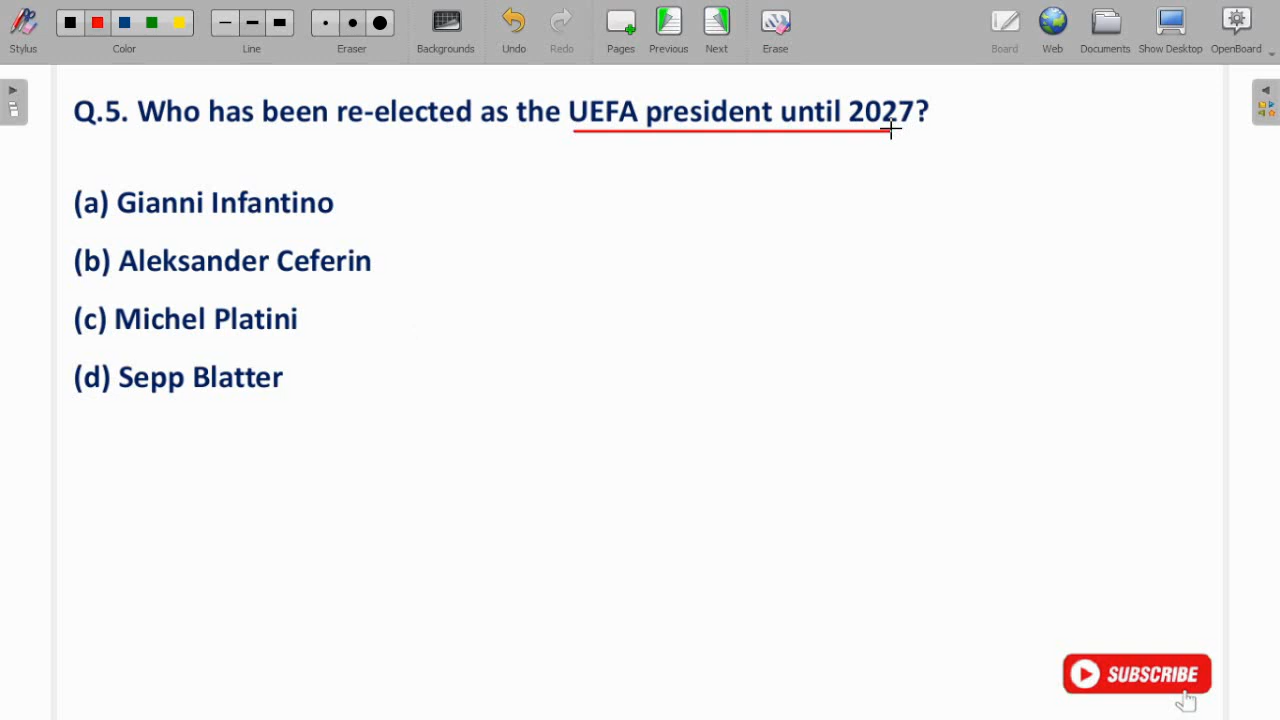 Stylus Color Line Eraser Backgrounds Undo Redo Pages Previous Next Erase Board Web Documents Show Desktop OpenBoard
Q.5. Who has been re-elected as the UEFA president until 2027?
(a) Gianni Infantino
(b) Aleksander Ceferin
(c) Michel Platini
(d) Sepp Blatter
SUBSCRIBE